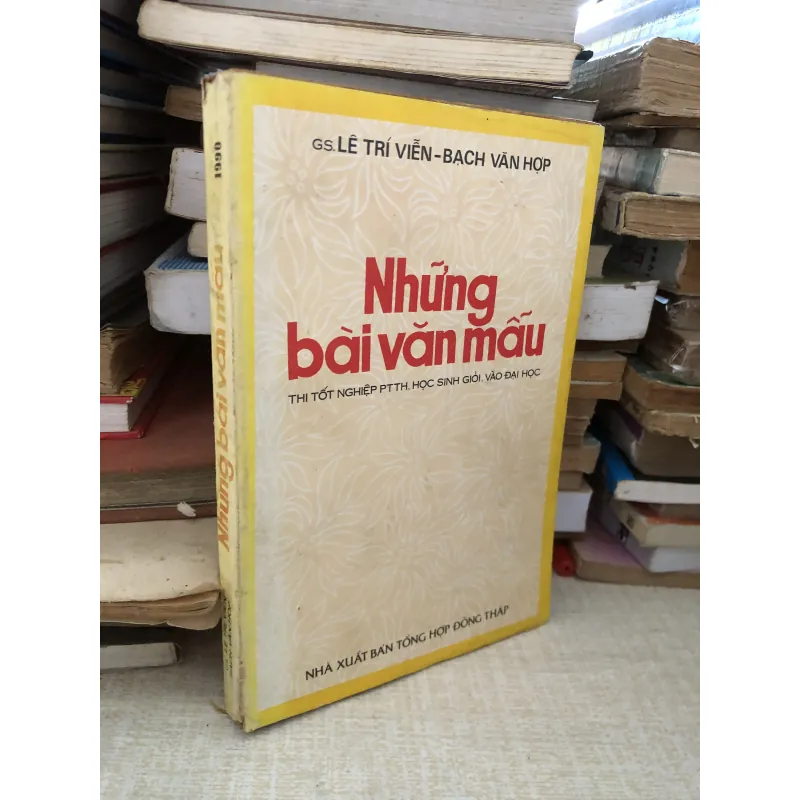 GS. LÊ TRÍ VIỄN - BẠCH VĂN HỢP
Những
bài văn mẫu
THI TỐT NGHIỆP PTTH, HỌC SINH GIỎI, VÀO ĐẠI HỌC
NHÀ XUẤT BẢN TỔNG HỢP ĐỒNG THÁP
Những bài văn mẫu
1990